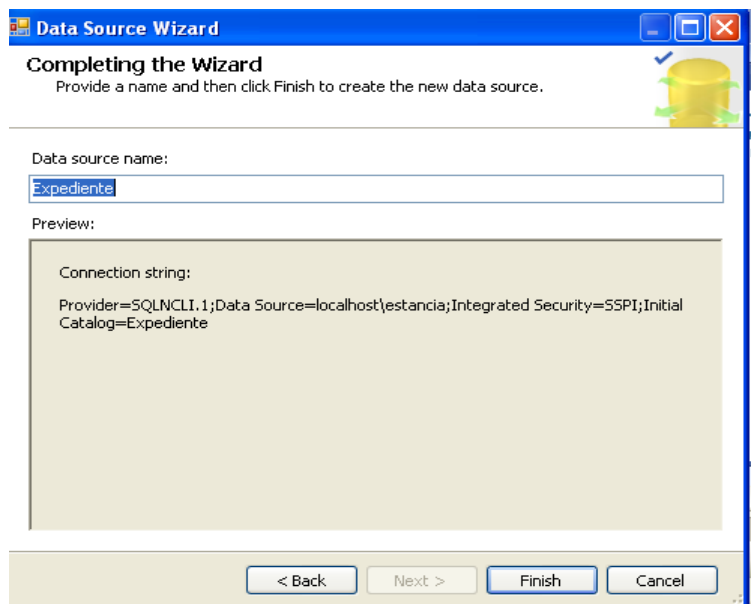 Data Source Wizard
Completing the Wizard
Provide a name and then click Finish to create the new data source.
Data source name:
Expediente
Preview:
Connection string:
Provider=SQLNCLI.1;Data Source=localhost\estancia;Integrated Security=SSPI;Initial
Catalog=Expediente
< Back Next > Finish Cancel